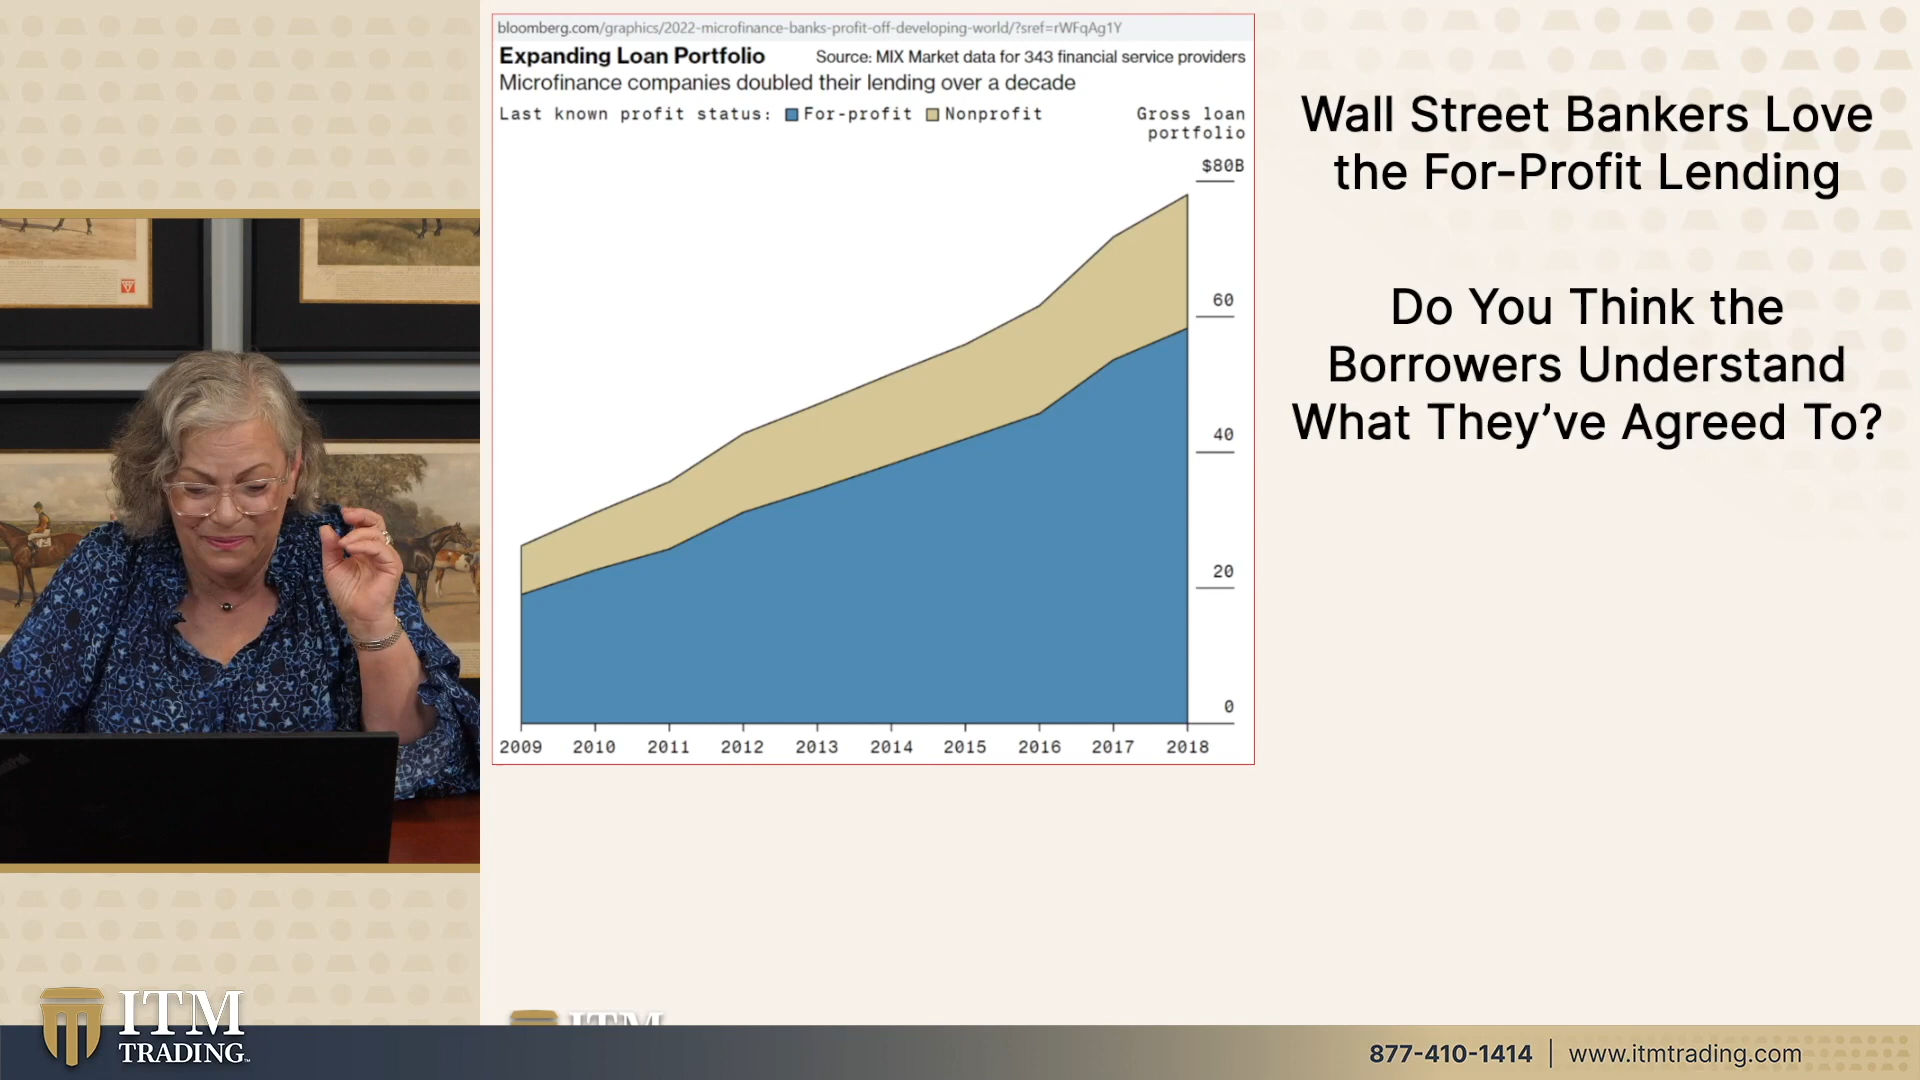 bloomberg.com/graphics/2022-microfinance-banks-profit-off-developing-world/?sref=rWFqAg1Y
Expanding Loan Portfolio
Source: MIX Market data for 343 financial service providers
Microfinance companies doubled their lending over a decade
Last known profit status: For-profit Nonprofit
Gross loan
portfolio
$80B
60
40
20
0
2009 2010 2011 2012 2013 2014 2015 2016 2017 2018
Wall Street Bankers Love
the For-Profit Lending
Do You Think the
Borrowers Understand
What They’ve Agreed To?
ITM
TRADING
ITM
877-410-1414 | www.itmtrading.com